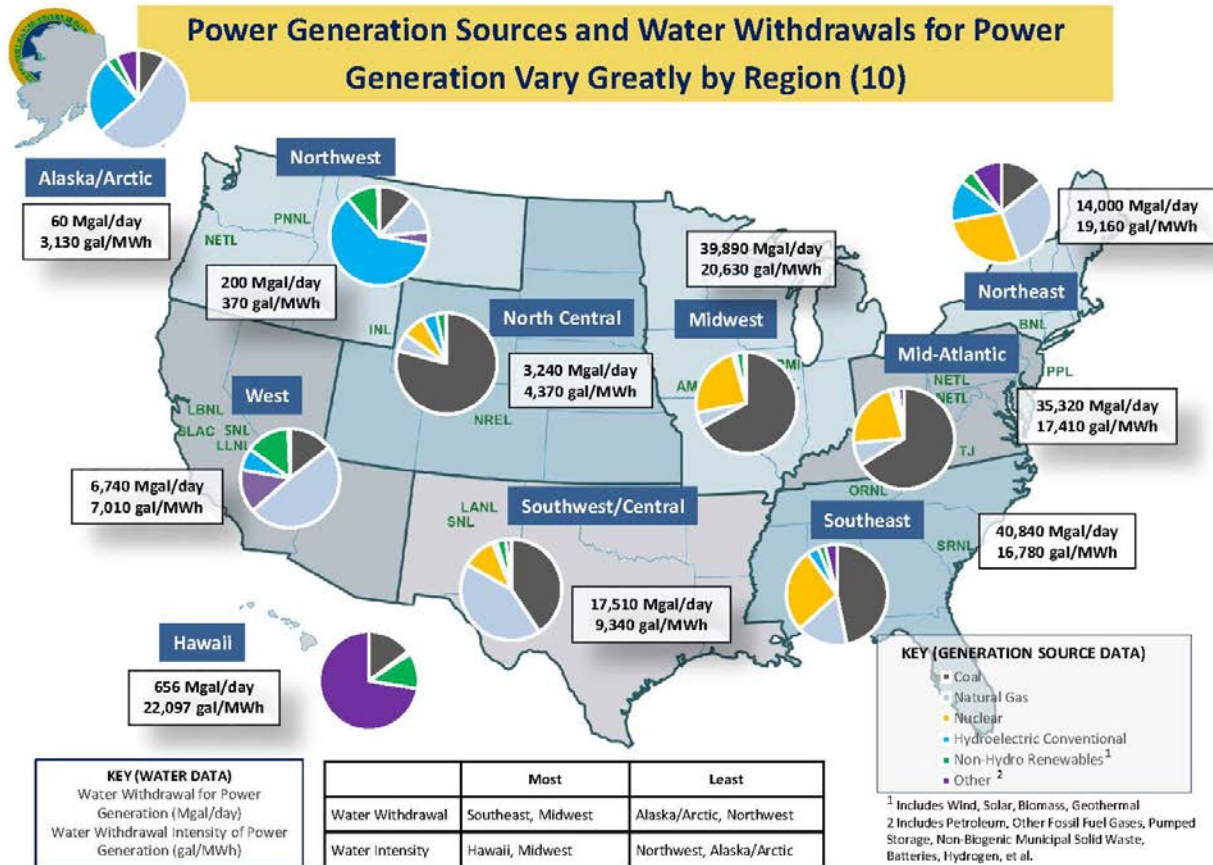 Power Generation Sources and Water Withdrawals for Power
Generation Vary Greatly by Region (10)
Alaska/Arctic
60 Mgal/day
3,130 gal/MWh
Northwest
PNNL
NETL
200 Mgal/day
370 gal/MWh
INL
North Central
3,240 Mgal/day
4,370 gal/MWh
NREL
39,890 Mgal/day
20,630 gal/MWh
Midwest
AM
14,000 Mgal/day
19,160 gal/MWh
Northeast
BNL
Mid-Atlantic
NETL
NETL
PPL
35,320 Mgal/day
17,410 gal/MWh
TJ
West
LBNL
SLAC
SNL
LLNL
6,740 Mgal/day
7,010 gal/MWh
Southwest/Central
LANL
SNL
17,510 Mgal/day
9,340 gal/MWh
ORNL
Southeast
SRNL
40,840 Mgal/day
16,780 gal/MWh
Hawaii
656 Mgal/day
22,097 gal/MWh
KEY (GENERATION SOURCE DATA)
Coal
Natural Gas
Nuclear
Hydroelectric Conventional
Non-Hydro Renewables 1
Other 2
1 Includes Wind, Solar, Biomass, Geothermal
2 Includes Petroleum, Other Fossil Fuel Gases, Pumped
Storage, Non-Biogenic Municipal Solid Waste,
Batteries, Hydrogen, et al.
KEY (WATER DATA)
Water Withdrawal for Power
Generation (Mgal/day)
Water Withdrawal Intensity of Power
Generation (gal/MWh)
Most Least
Water Withdrawal Southeast, Midwest Alaska/Arctic, Northwest
Water Intensity Hawaii, Midwest Northwest, Alaska/Arctic